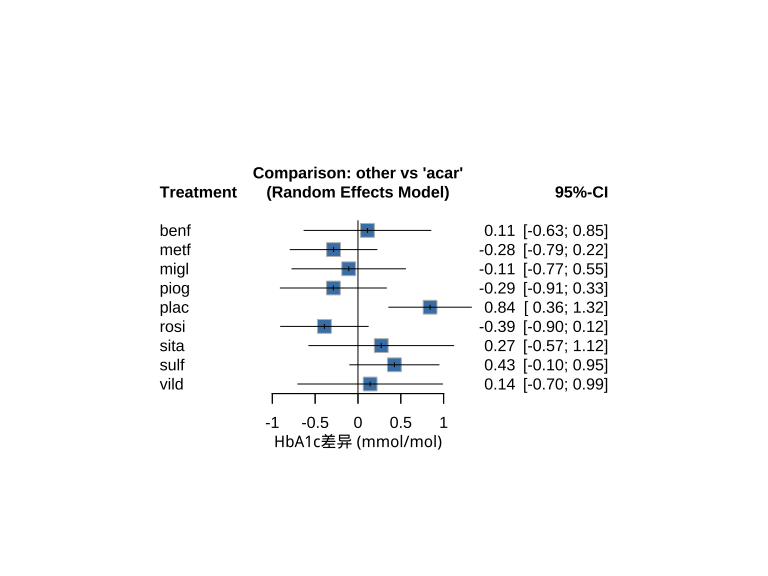 Comparison: other vs 'acar'
Treatment (Random Effects Model) 95%-CI
benf 0.11 [-0.63; 0.85]
metf -0.28 [-0.79; 0.22]
migl -0.11 [-0.77; 0.55]
piog -0.29 [-0.91; 0.33]
plac 0.84 [ 0.36; 1.32]
rosi -0.39 [-0.90; 0.12]
sita 0.27 [-0.57; 1.12]
sulf 0.43 [-0.10; 0.95]
vild 0.14 [-0.70; 0.99]
-1 -0.5 0 0.5 1
HbA1c差异 (mmol/mol)